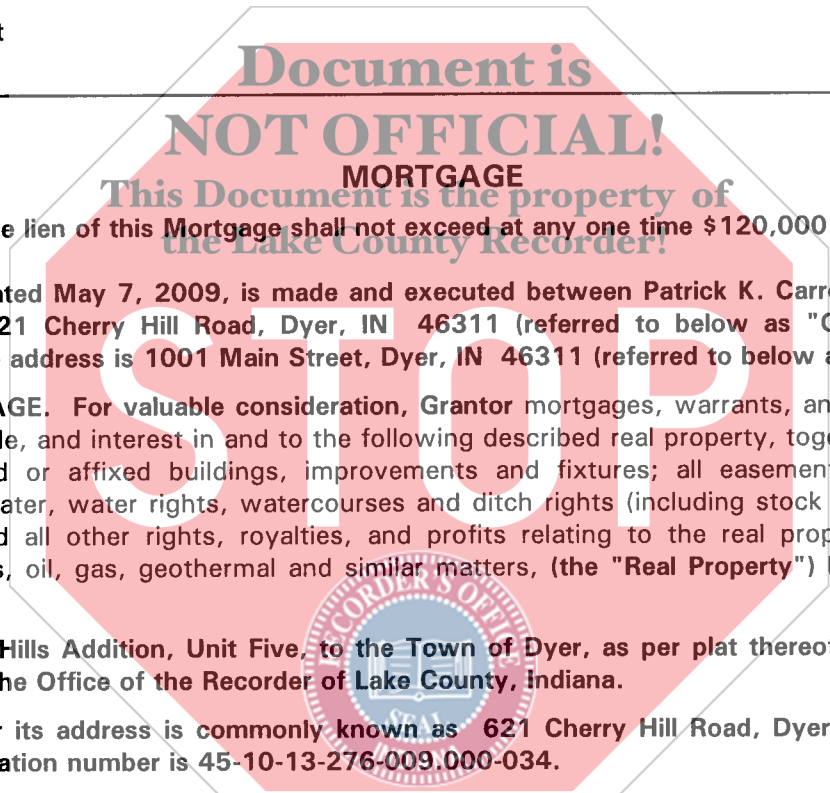 t
Document is
NOT OFFICIAL!
MORTGAGE
This Document is the property of
e lien of this Mortgage shall not exceed at any one time $120,000
the Lake County Recorder!
ted May 7, 2009, is made and executed between Patrick K. Carr
21 Cherry Hill Road, Dyer, IN 46311 (referred to below as "G
address is 1001 Main Street, Dyer, IN 46311 (referred to below a
AGE. For valuable consideration, Grantor mortgages, warrants, an
le, and interest in and to the following described real property, tog
d or affixed buildings, improvements and fixtures; all easement
ater, water rights, watercourses and ditch rights (including stock
d all other rights, royalties, and profits relating to the real prop
s, oil, gas, geothermal and similar matters, (the "Real Property")
STOP
RECORDER'S OFFICE
Hills Addition, Unit Five, to the Town of Dyer, as per plat thereof
he Office of the Recorder of Lake County, Indiana.
SEAL
r its address is commonly known as 621 Cherry Hill Road, Dyer
ation number is 45-10-13-276-009.000-034.